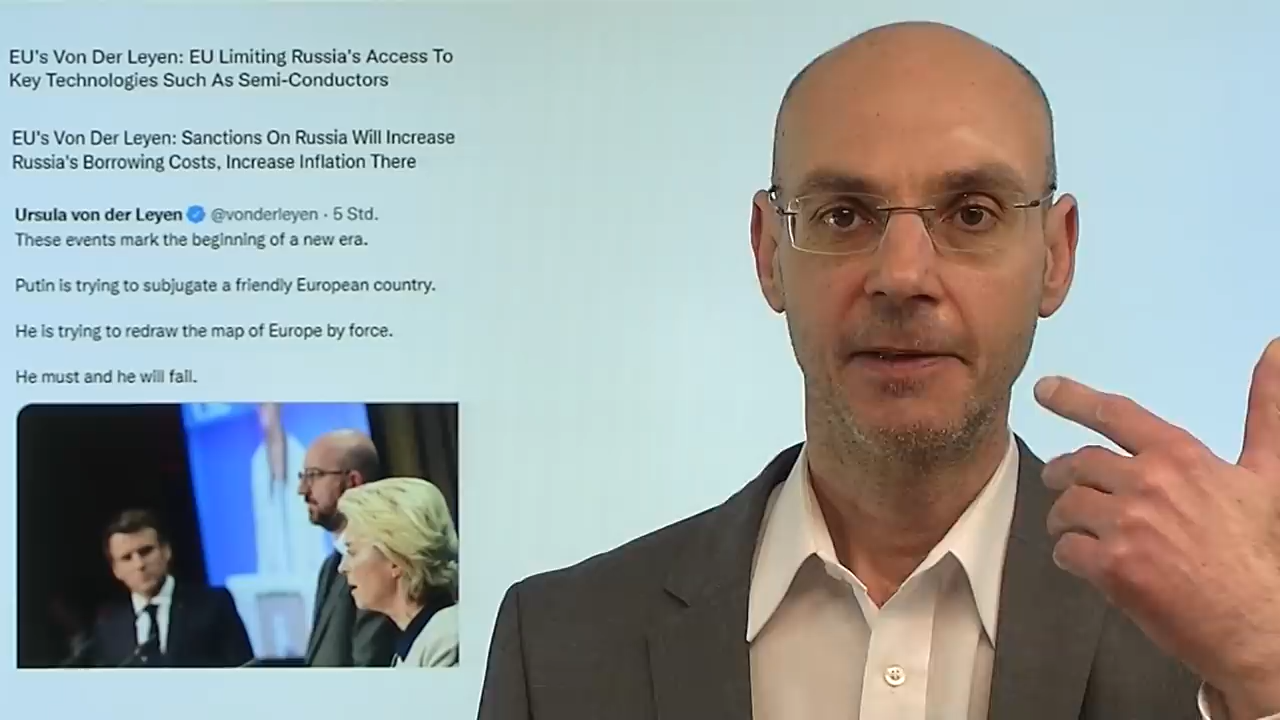 EU's Von Der Leyen: EU Limiting Russia's Access To
Key Technologies Such As Semi-Conductors
EU's Von Der Leyen: Sanctions On Russia Will Increase
Russia's Borrowing Costs, Increase Inflation There
Ursula von der Leyen @vonderleyen · 5 Std.
These events mark the beginning of a new era.
Putin is trying to subjugate a friendly European country.
He is trying to redraw the map of Europe by force.
He must and he will fail.